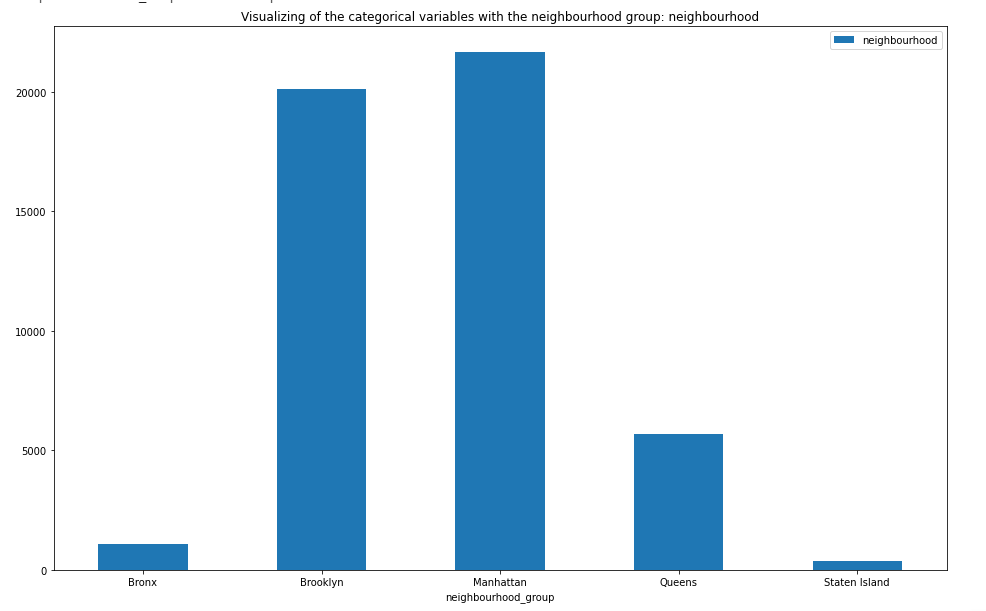 Visualizing of the categorical variables with the neighbourhood group: neighbourhood
neighbourhood
20000
15000
10000
5000
0
Bronx Brooklyn Manhattan Queens Staten Island
neighbourhood_group